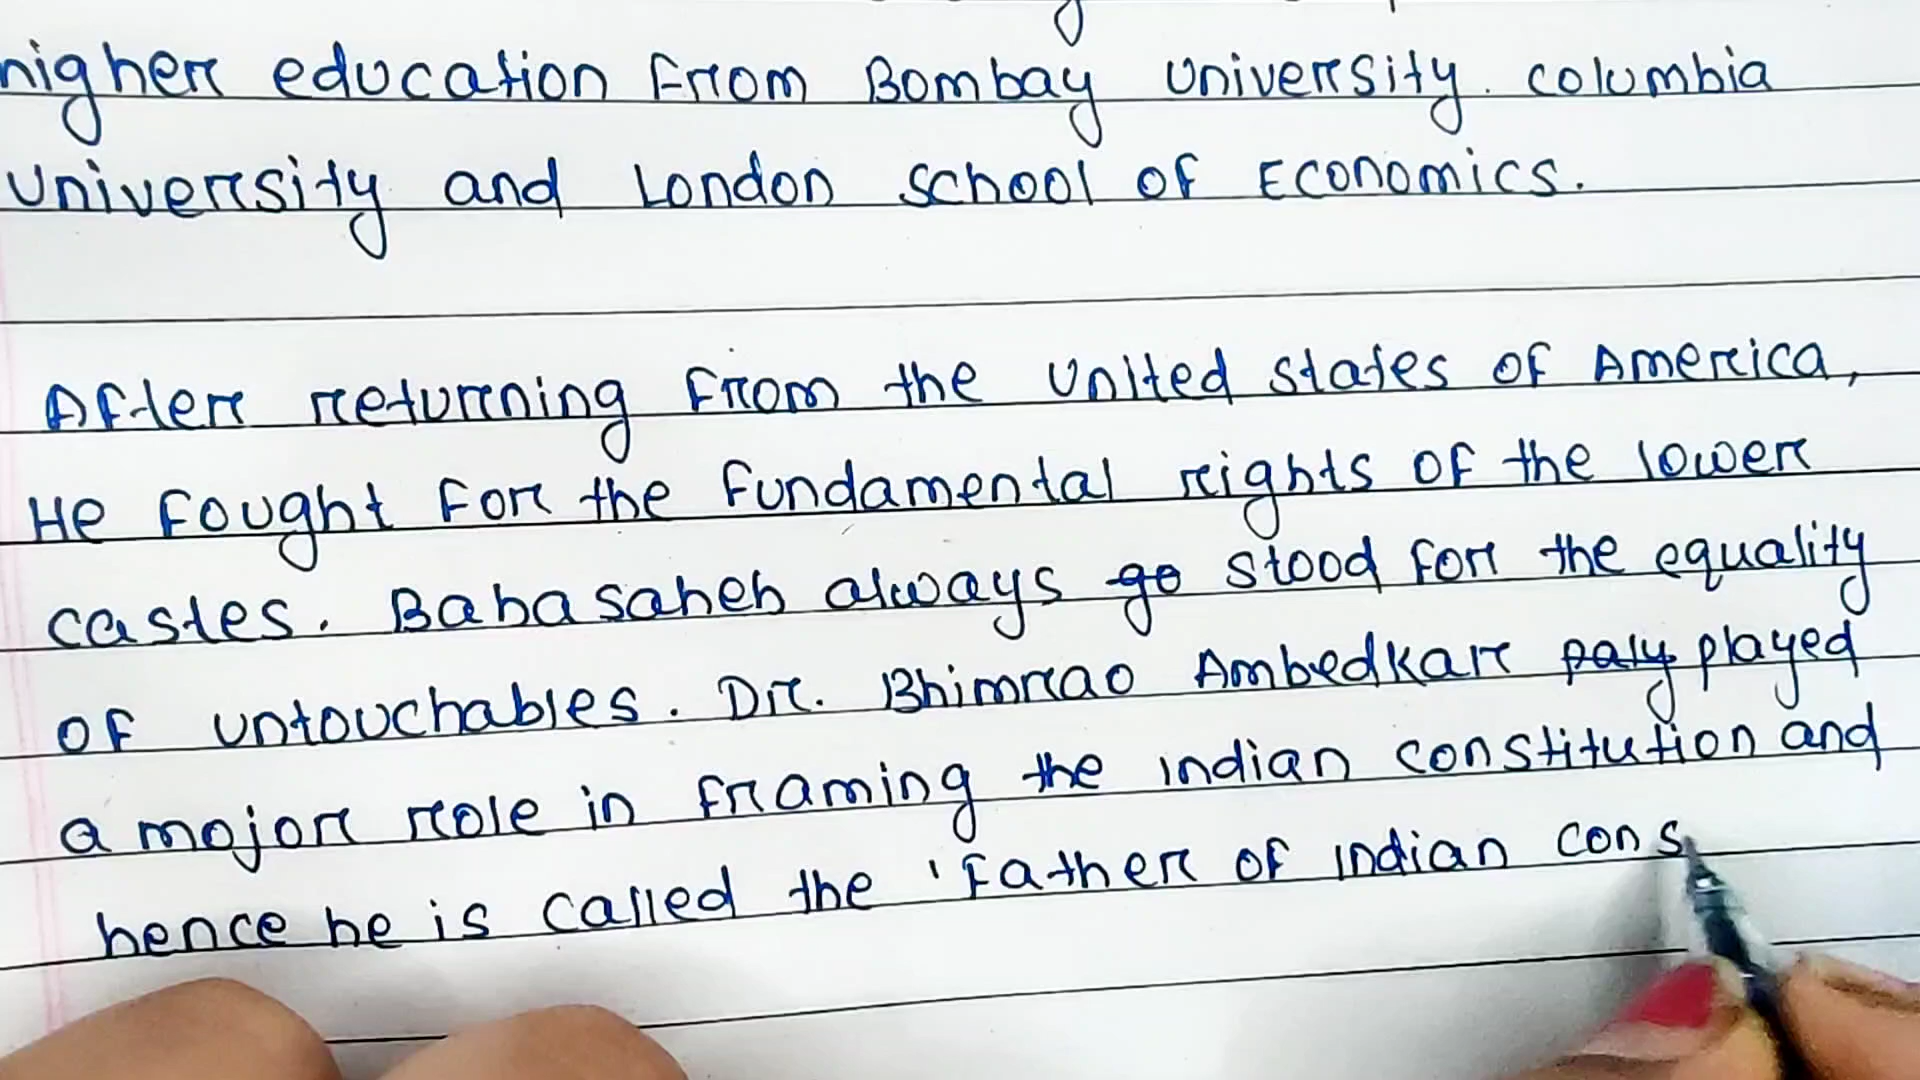 higher education From Bombay University. columbia
University and London School of Economics.
After returning From the United states of America,
He Fought For the Fundamental rights of the lower
castes. Babasaheb always go stood for the equality
of untouchables. Dr. Bhimrao Ambedkar paly played
a major role in framing the indian constitution and
hence he is called the 'Father of indian cons